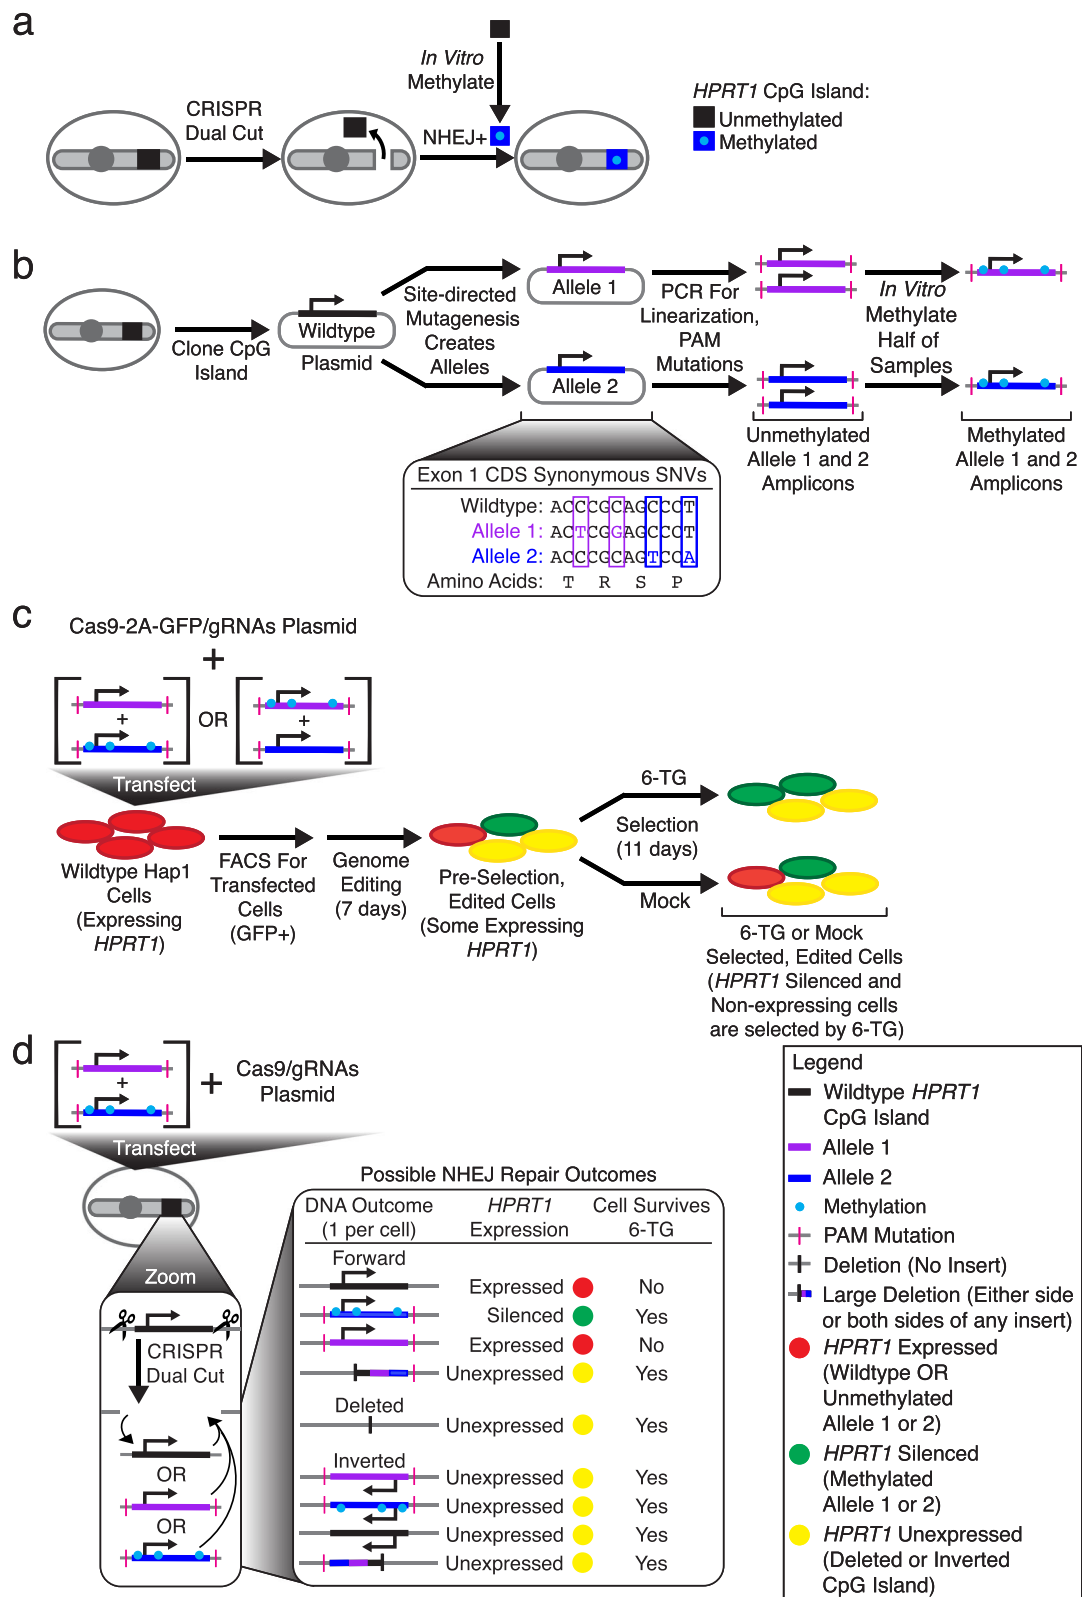 a
In Vitro
Methylate
CRISPR
Dual Cut
NHEJ+
HPRT1 CpG Island:
Unmethylated
Methylated
b
Clone CpG
Island
Wildtype
Plasmid
Site-directed
Mutagenesis
Creates
Alleles
Allele 1
Allele 2
PCR For
Linearization,
PAM
Mutations
In Vitro
Methylate
Half of
Samples
Unmethylated
Allele 1 and 2
Amplicons
Methylated
Allele 1 and 2
Amplicons
Exon 1 CDS Synonymous SNVs
Wildtype: ACCCGCAGCCCT
Allele 1: ACTCGGAGCCCT
Allele 2: ACCCGCAGTCCA
Amino Acids: T R S P
c
Cas9-2A-GFP/gRNAs Plasmid
+
+
OR
+
Transfect
Wildtype Hap1
Cells
(Expressing
HPRT1)
FACS For
Transfected
Cells
(GFP+)
Genome
Editing
(7 days)
Pre-Selection,
Edited Cells
(Some Expressing
HPRT1)
6-TG
Selection
(11 days)
Mock
6-TG or Mock
Selected, Edited Cells
(HPRT1 Silenced and
Non-expressing cells
are selected by 6-TG)
d
+
+
Cas9/gRNAs
Plasmid
Transfect
Zoom
CRISPR
Dual Cut
OR
OR
Possible NHEJ Repair Outcomes
DNA Outcome
(1 per cell)
HPRT1
Expression
Cell Survives
6-TG
Forward
Expressed No
Silenced Yes
Expressed No
Unexpressed Yes
Deleted
Unexpressed Yes
Inverted
Unexpressed Yes
Unexpressed Yes
Unexpressed Yes
Unexpressed Yes
Legend
Wildtype HPRT1
CpG Island
Allele 1
Allele 2
Methylation
PAM Mutation
Deletion (No Insert)
Large Deletion (Either side
or both sides of any insert)
HPRT1 Expressed
(Wildtype OR
Unmethylated
Allele 1 or 2)
HPRT1 Silenced
(Methylated
Allele 1 or 2)
HPRT1 Unexpressed
(Deleted or Inverted
CpG Island)